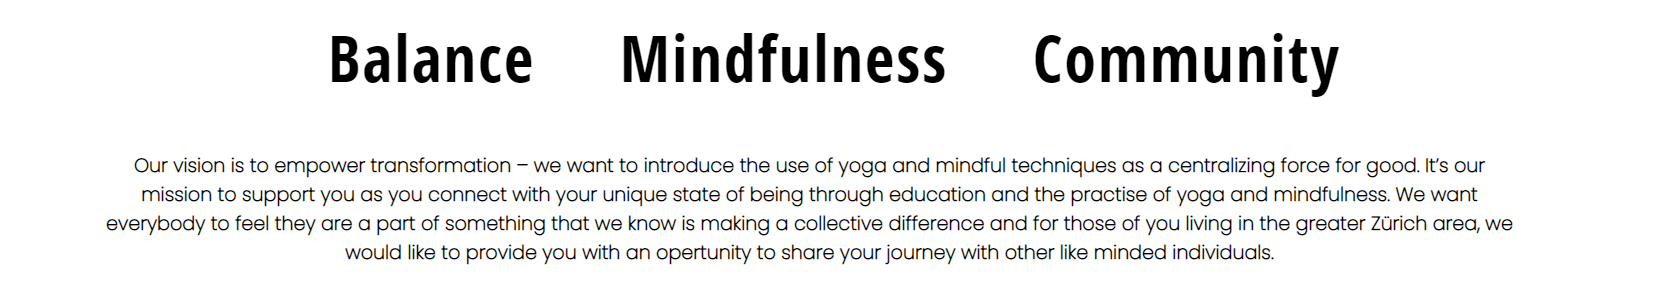 Balance Mindfulness Community
Our vision is to empower transformation – we want to introduce the use of yoga and mindful techniques as a centralizing force for good. It’s our
mission to support you as you connect with your unique state of being through education and the practise of yoga and mindfulness. We want
everybody to feel they are a part of something that we know is making a collective difference and for those of you living in the greater Zürich area, we
would like to provide you with an opertunity to share your journey with other like minded individuals.